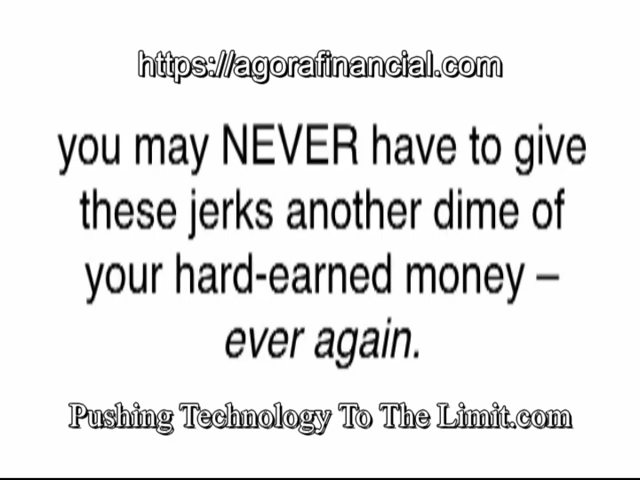 https://agorafinancial.com
you may NEVER have to give
these jerks another dime of
your hard-earned money –
ever again.
Pushing Technology To The Limit.com